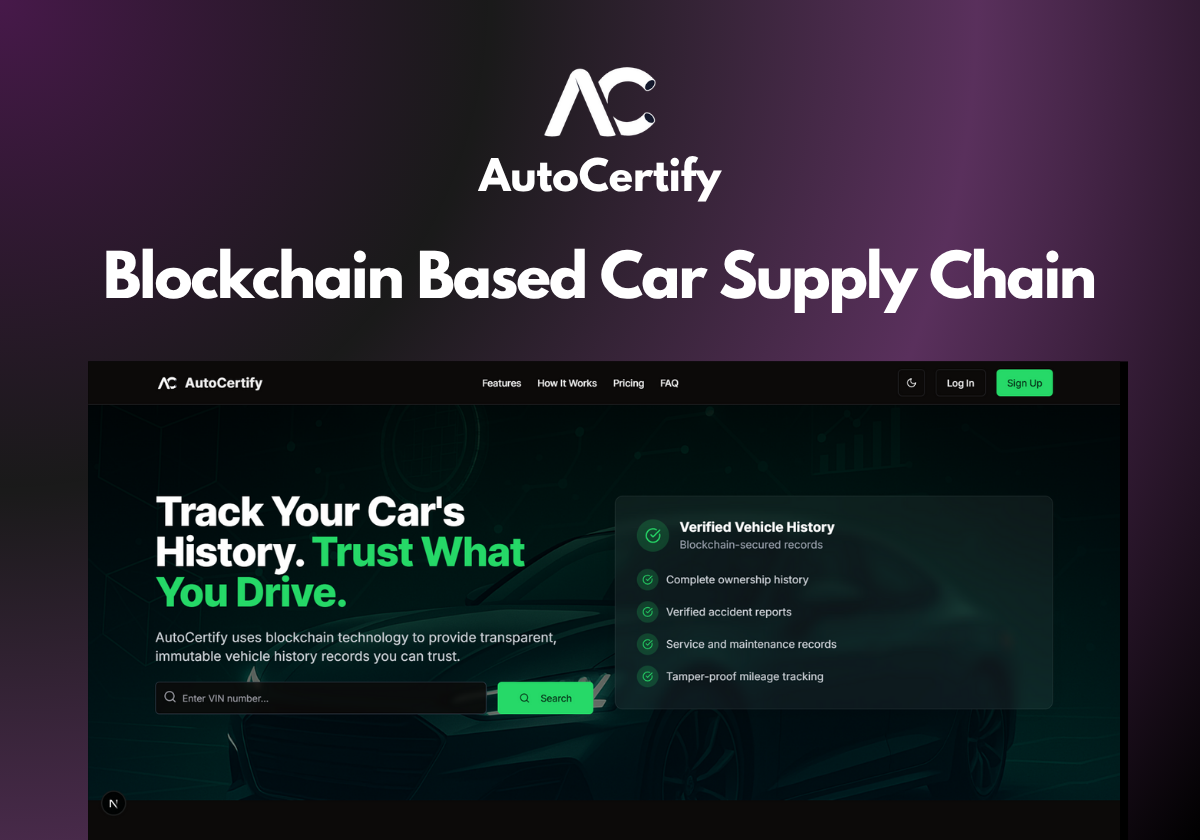 AC
AutoCertify
Blockchain Based Car Supply Chain
AC AutoCertify
Features How It Works Pricing FAQ
Log In Sign Up
Track Your Car's
History. Trust What
You Drive.
AutoCertify uses blockchain technology to provide transparent,
immutable vehicle history records you can trust.
Enter VIN number...
Search
Verified Vehicle History
Blockchain-secured records
Complete ownership history
Verified accident reports
Service and maintenance records
Tamper-proof mileage tracking
N